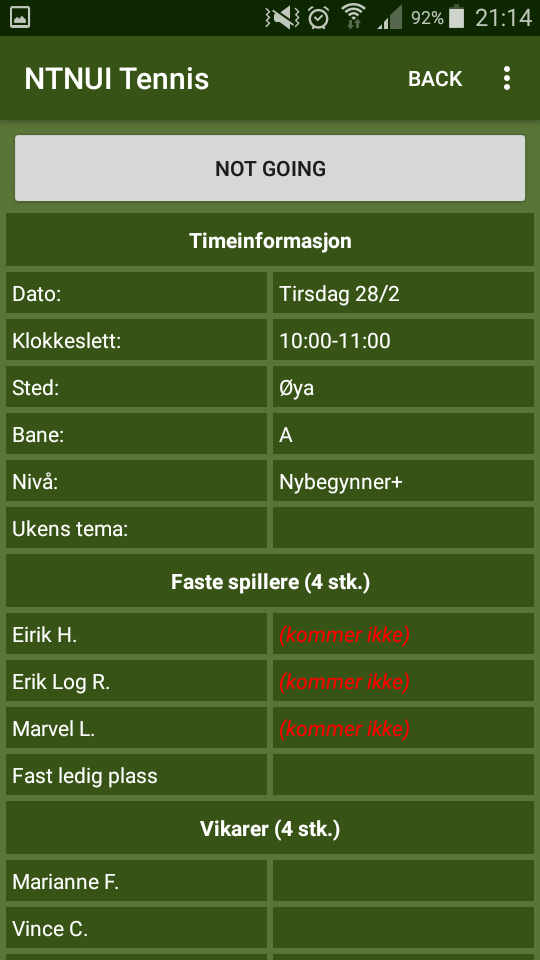 92% 21:14
NTNUI Tennis BACK
NOT GOING
Timeinformasjon
Dato: Tirsdag 28/2
Klokkeslett: 10:00-11:00
Sted: Øya
Bane: A
Nivå: Nybegynner+
Ukens tema:
Faste spillere (4 stk.)
Eirik H. (kommer ikke)
Erik Log R. (kommer ikke)
Marvel L. (kommer ikke)
Fast ledig plass
Vikarer (4 stk.)
Marianne F.
Vince C.